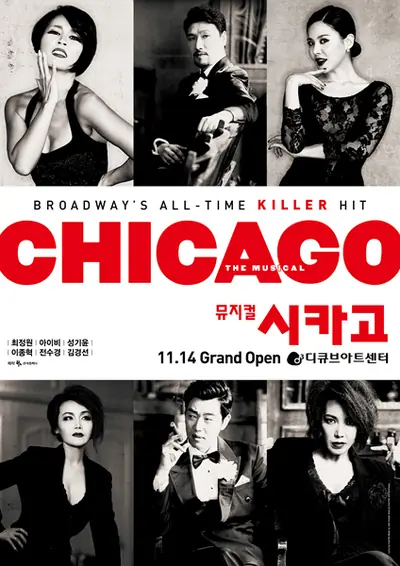 BROADWAY'S ALL-TIME KILLER HIT
CHICAGO
THE MUSICAL
뮤지컬 시카고
|최정원|아이비|성기윤|
|이종혁|전수경|김경선|
11.14 Grand Open 디큐브아트센터